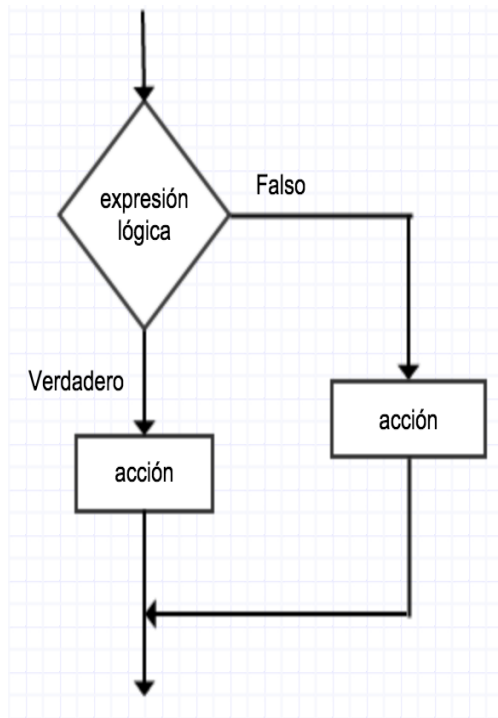 expresión
lógica
Falso
Verdadero
acción
acción